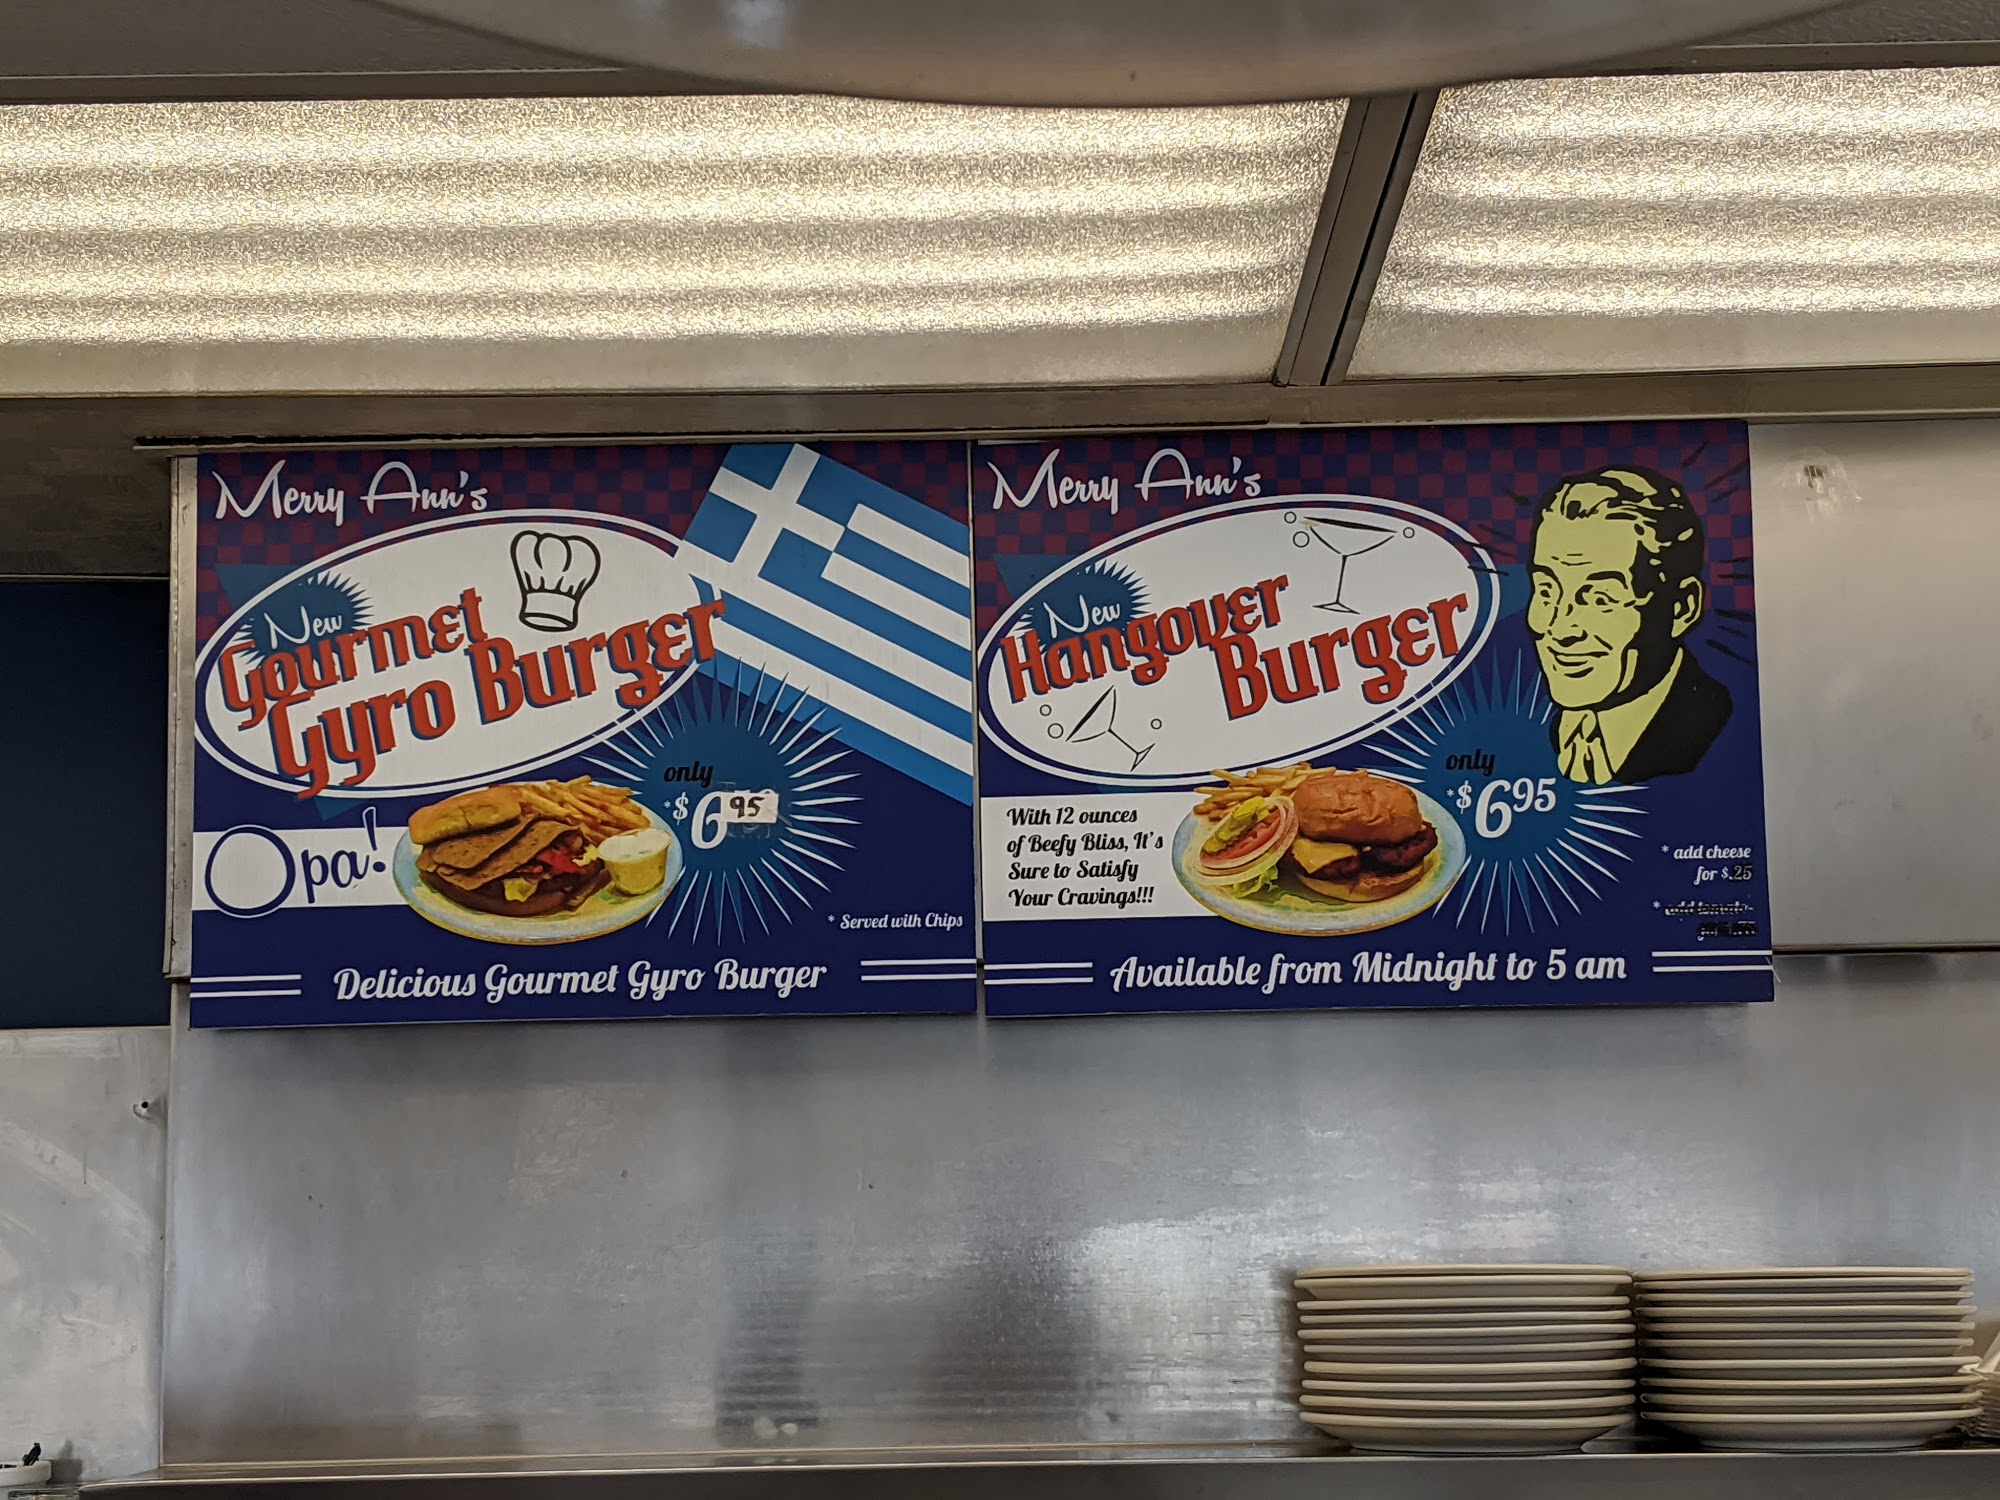 Merry Ann's
New
Gourmet
Gyro Burger
only
*$6 95
Opa!
* Served with Chips
Delicious Gourmet Gyro Burger
Merry Ann's
New
Hangover
Burger
only
*$6 95
With 12 ounces
of Beefy Bliss, It's
Sure to Satisfy
Your Cravings!!!
* add cheese
for $.25
Available from Midnight to 5 am